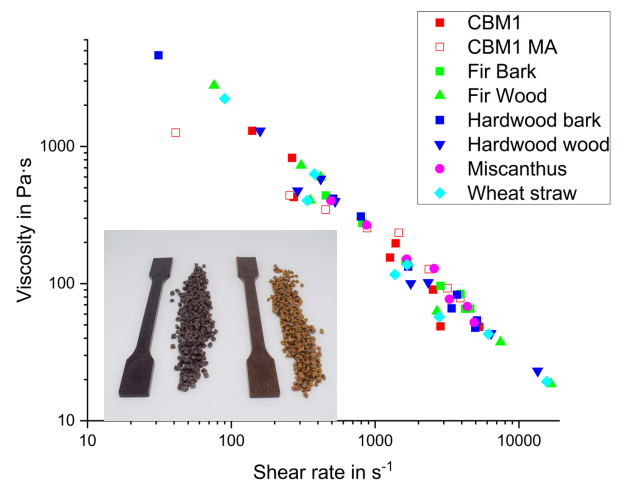 CBM1
CBM1 MA
Fir Bark
Fir Wood
Hardwood bark
Hardwood wood
Miscanthus
Wheat straw
Viscosity in Pa·s
1000
100
10
10 100 1000 10000
Shear rate in s⁻¹